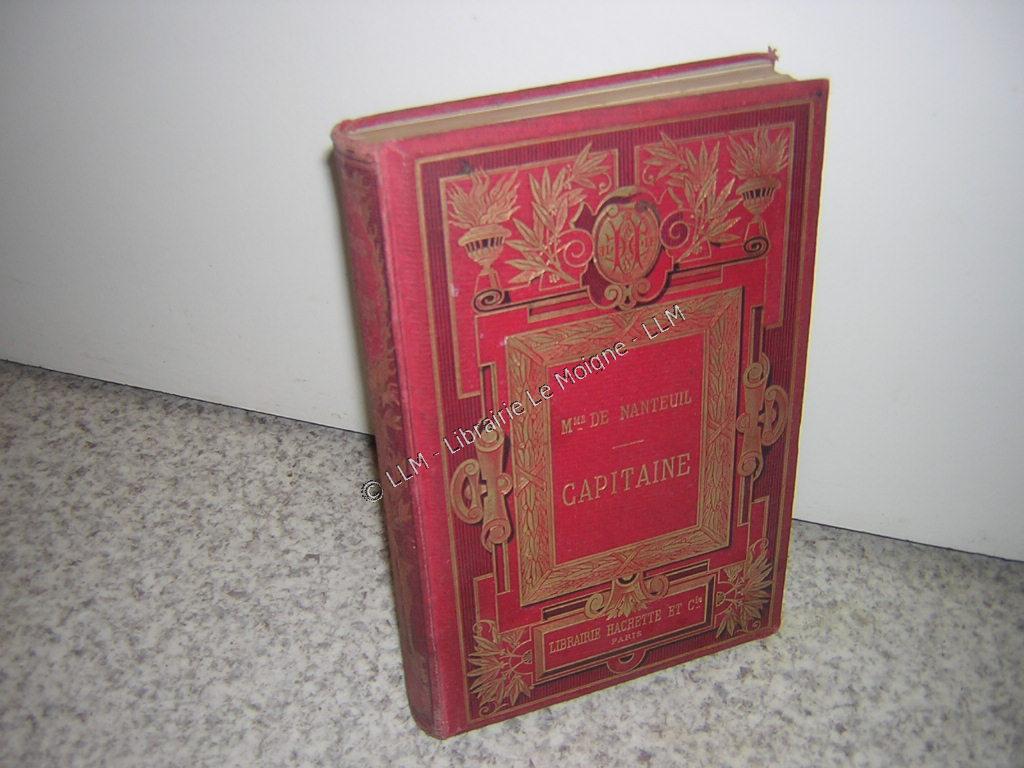 Mme DE NANTEUIL
CAPITAINE
LIBRAIRIE HACHETTE ET Cie
PARIS
© LLM - Librairie Le Moigne - LLM